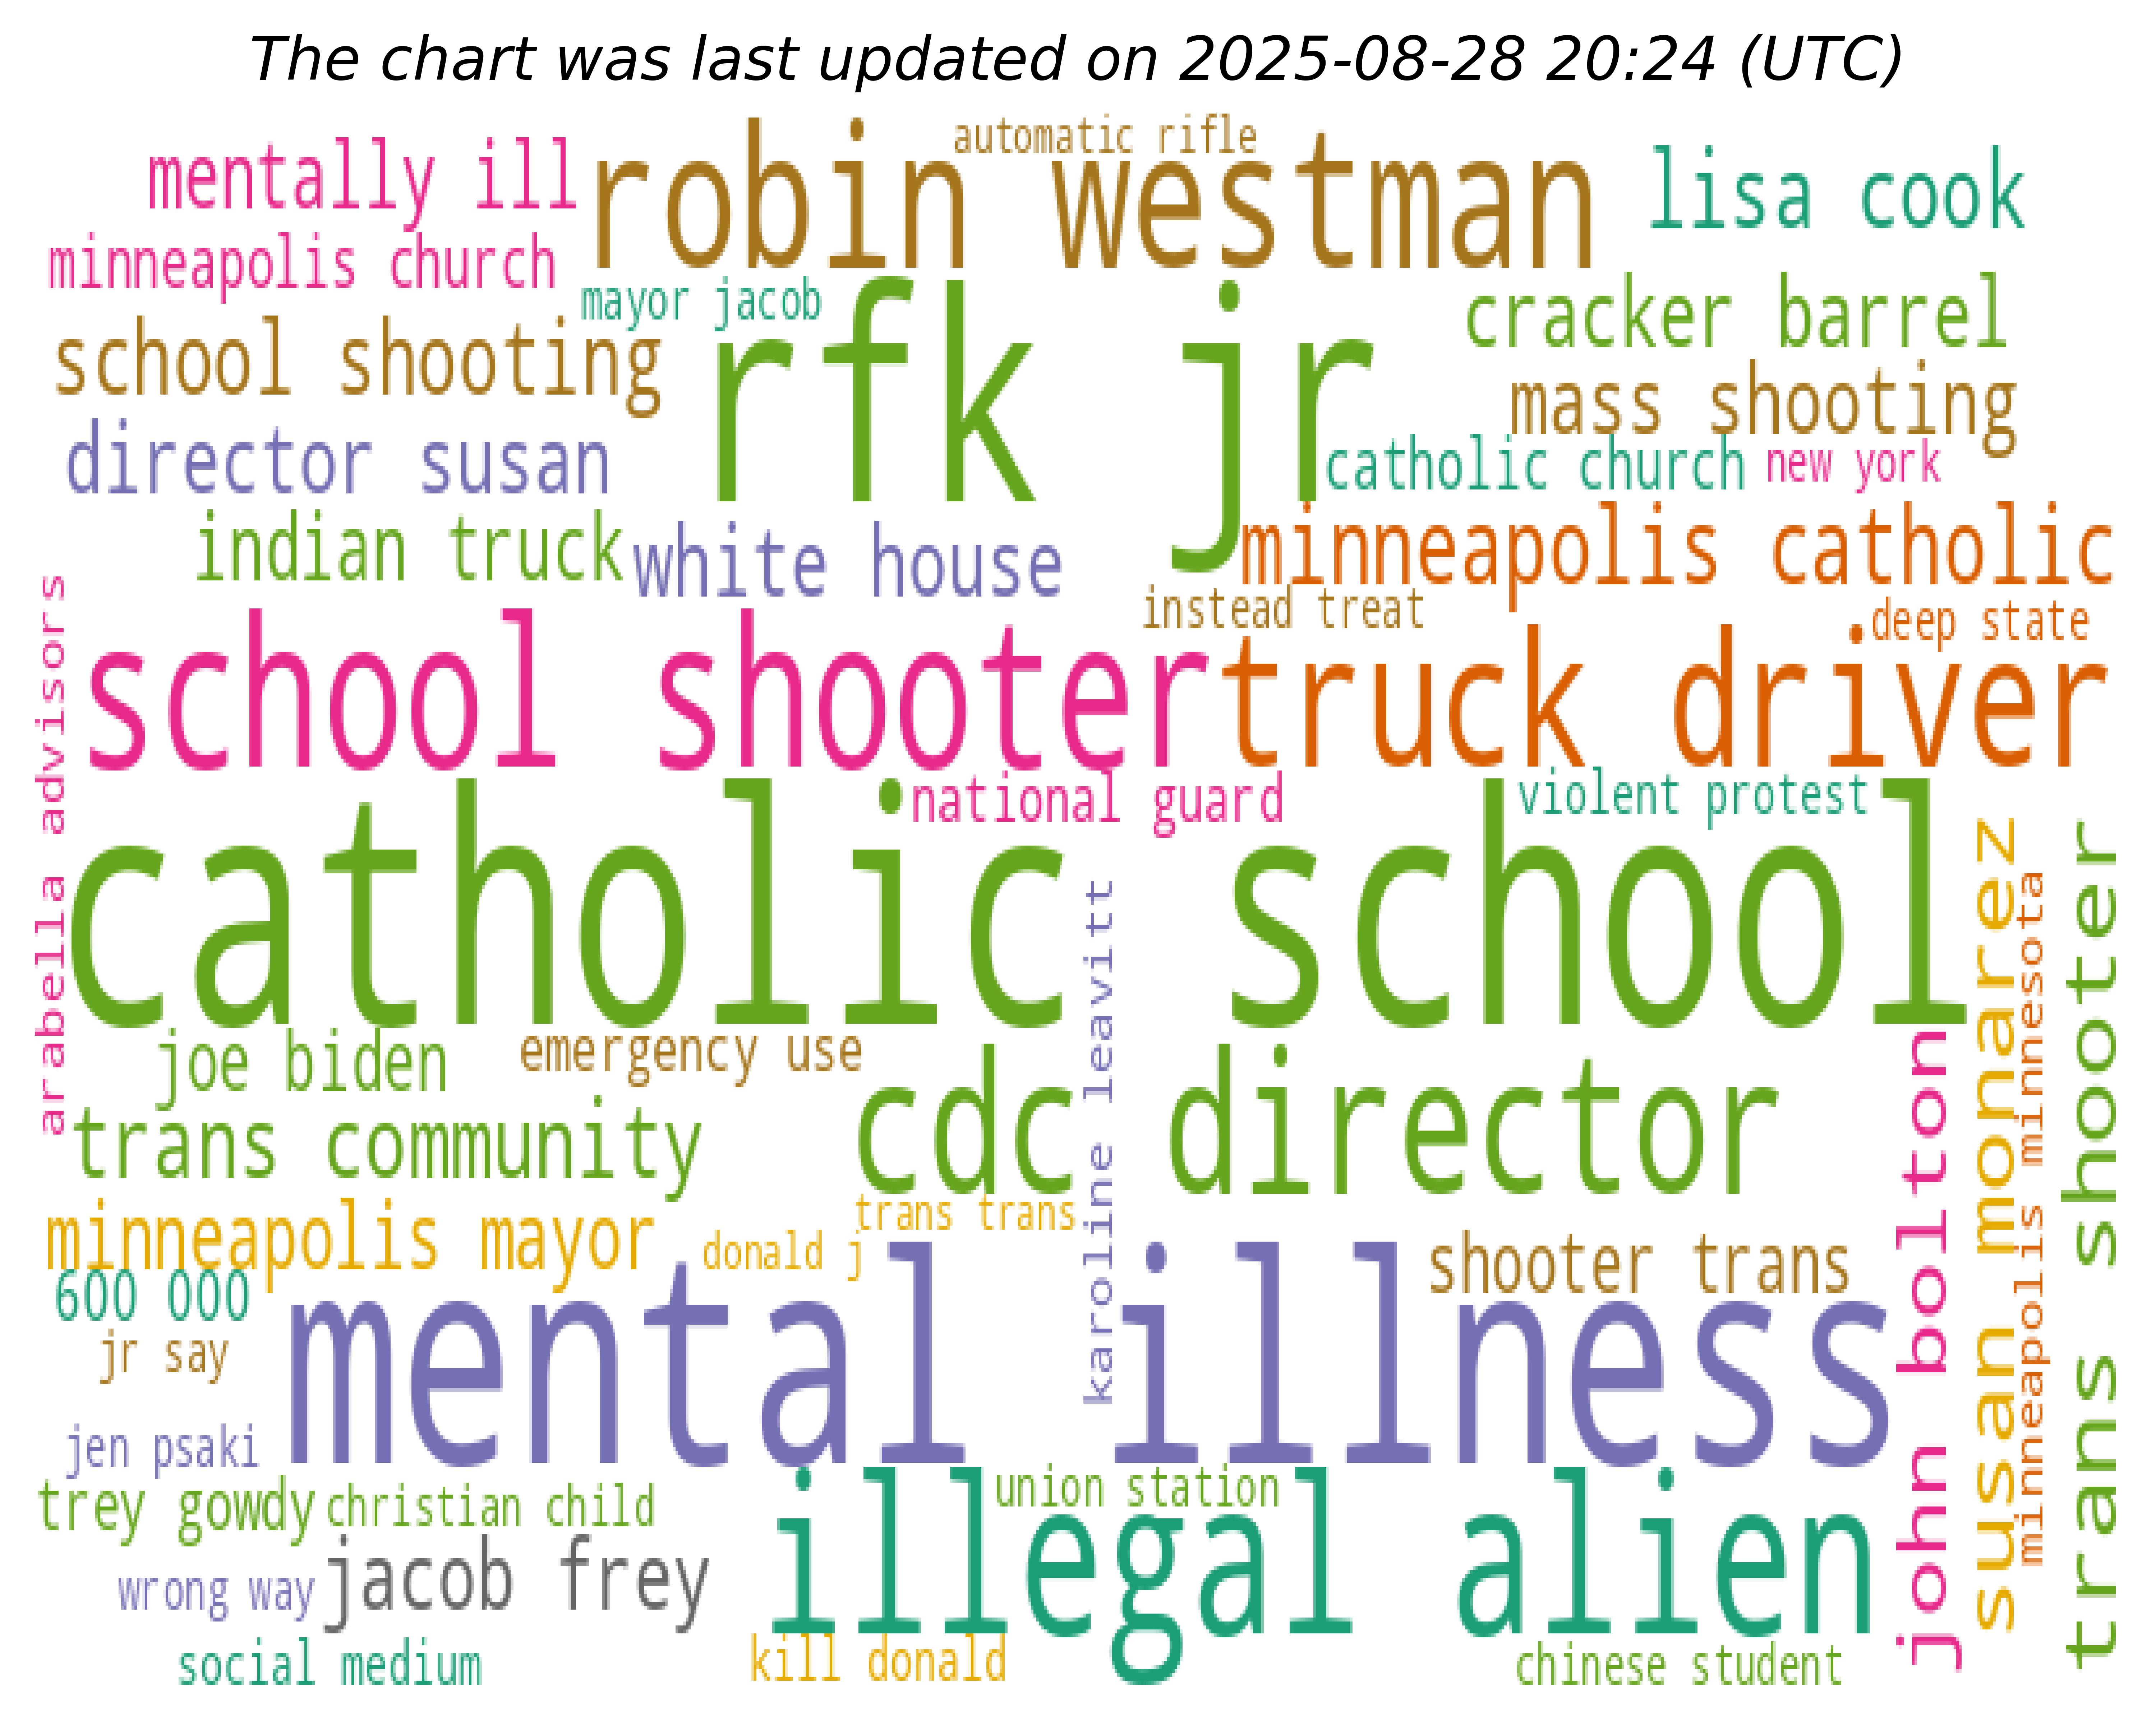 The chart was last updated on 2025-08-28 20:24 (UTC)
automatic rifle
robin westman
mentally ill
lisa cook
minneapolis church
mayor jacob
rfk jr
cracker barrel
school shooting
mass shooting
director susan
catholic church
new york
indian truck
white house
minneapolis catholic
instead treat
deep state
arabella advisors
school shooter
truck driver
national guard
violent protest
catholic school
karoline leavitt
susan monarez
minneapolis minnesota
trans shooter
joe biden
emergency use
cdc director
john bolton
trans community
minneapolis mayor
trans trans
donald j
shooter trans
600 000
mental illness
jr say
jen psaki
trey gowdy
christian child
union station
illegal alien
jacob frey
wrong way
social medium
kill donald
chinese student